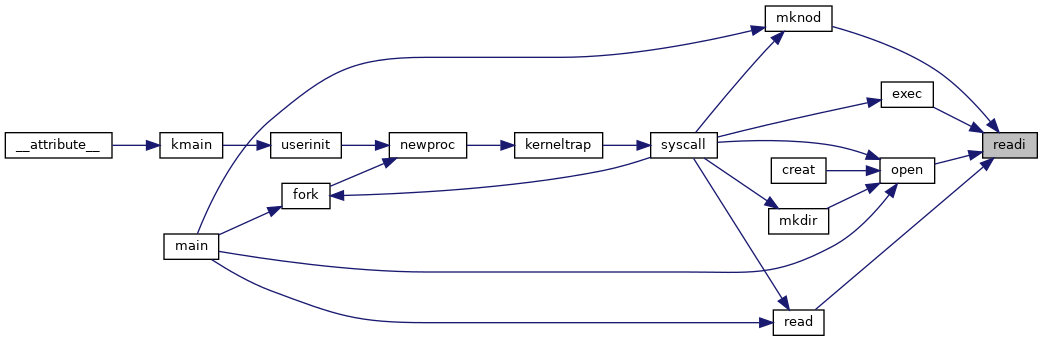 mknod
exec
__attribute__
kmain
userinit
newproc
kerneltrap
syscall
readi
creat
open
fork
mkdir
main
read